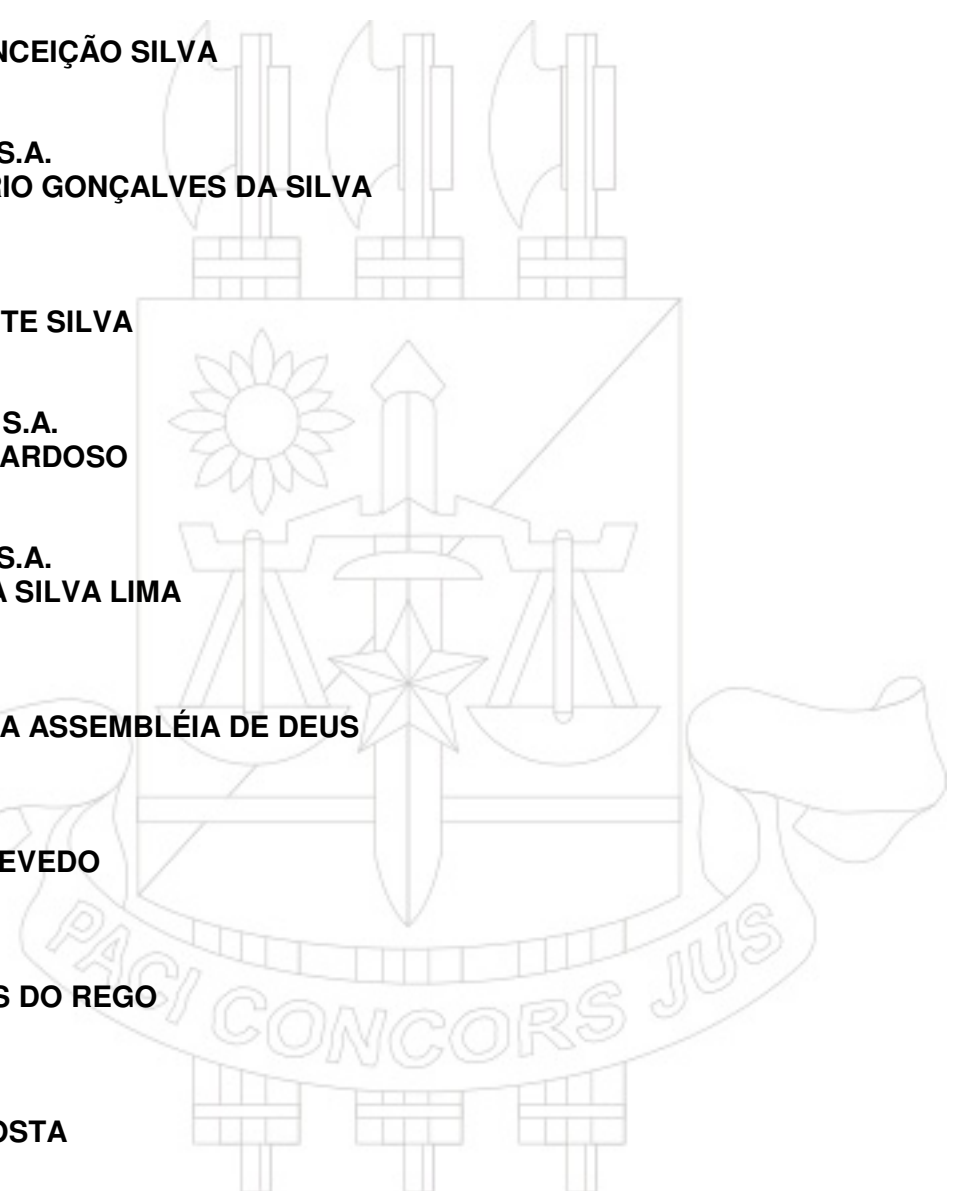 NCEIÇÃO SILVA
S.A.
RIO GONÇALVES DA SILVA
TE SILVA
S.A.
ARDOSO
S.A.
A SILVA LIMA
A ASSEMBLÉIA DE DEUS
EVEDO
S DO REGO
OSTA
PACI CONCORS JUS